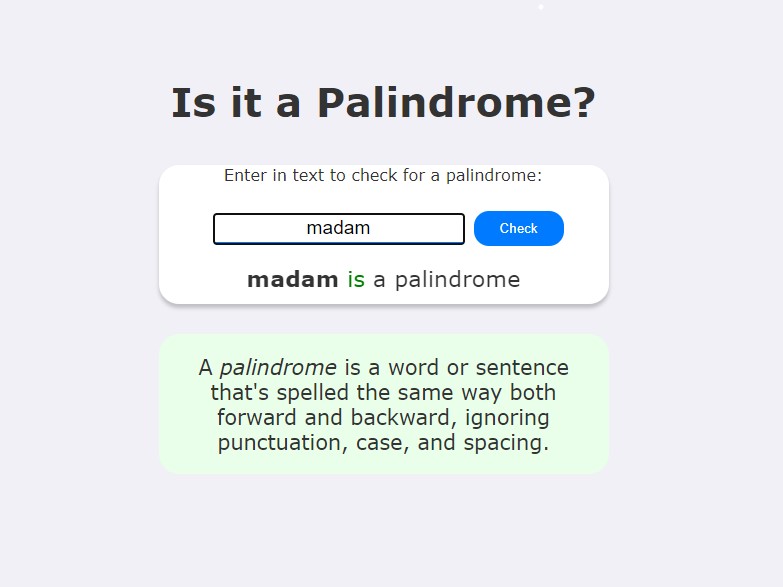 Is it a Palindrome?
Enter in text to check for a palindrome:
madam
Check
madam is a palindrome
A palindrome is a word or sentence
that's spelled the same way both
forward and backward, ignoring
punctuation, case, and spacing.